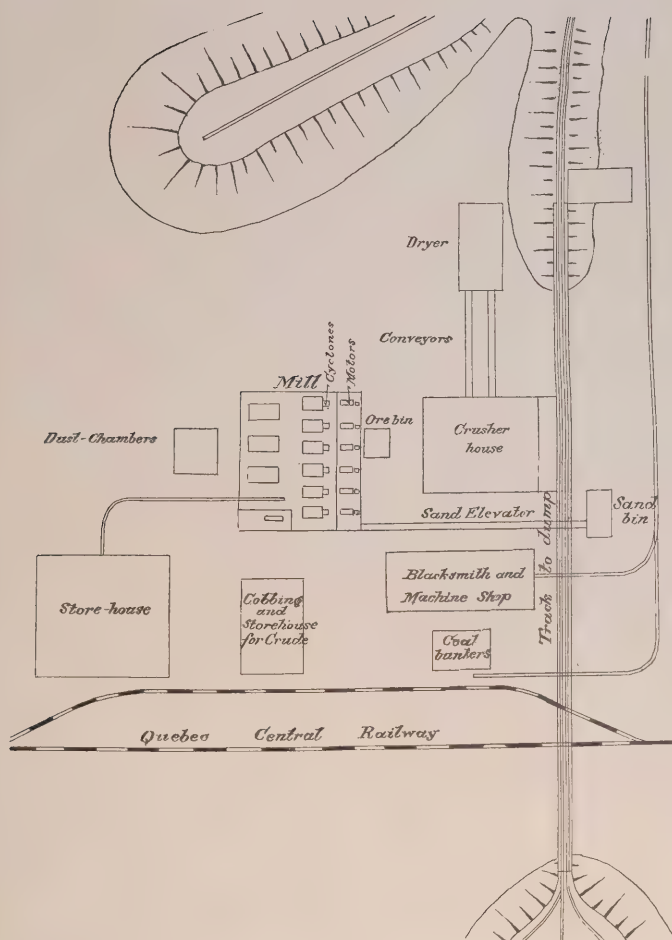 Dryer
Conveyors
Cyclones
Motors
Mill
Ore bin
Dust-Chambers
Crusher
house
Sand Elevator
Sand
bin
Track to dump
Blacksmith and
Machine Shop
Store-house
Cobbing
and
Storehouse
for Crude
Coal
bankers
Quebec Central Railway